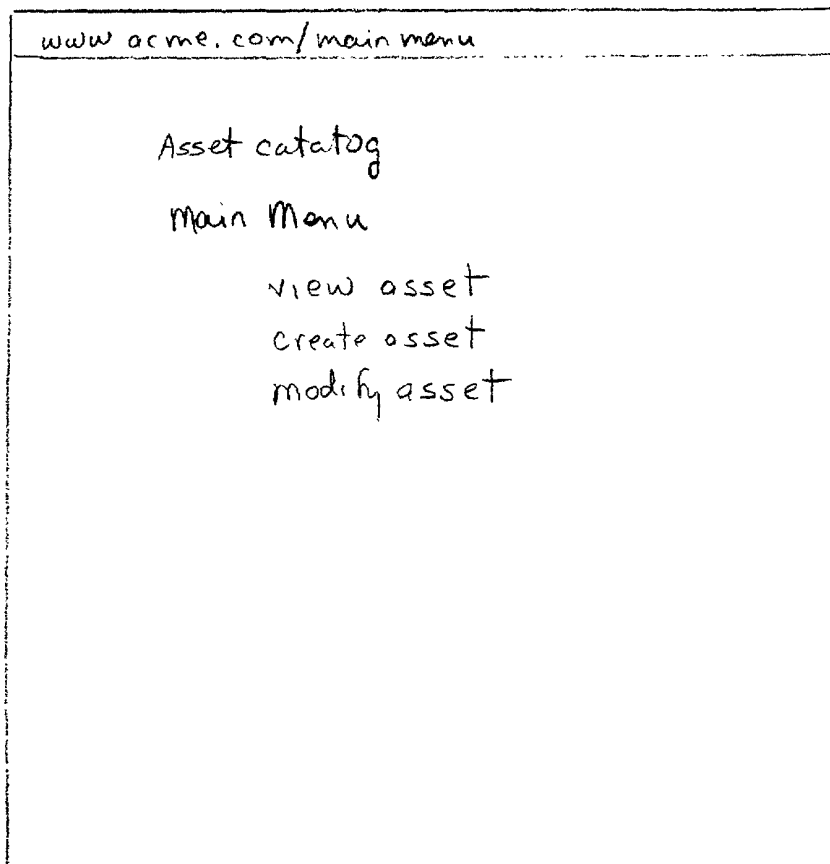 www acme.com/main menu
Asset catatog
Main Menu
view asset
create asset
modify asset